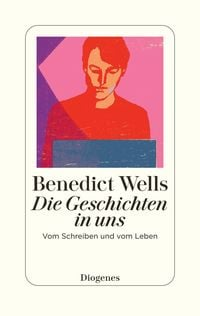 Benedict Wells
Die Geschichten
in uns
Vom Schreiben und vom Leben
Diogenes